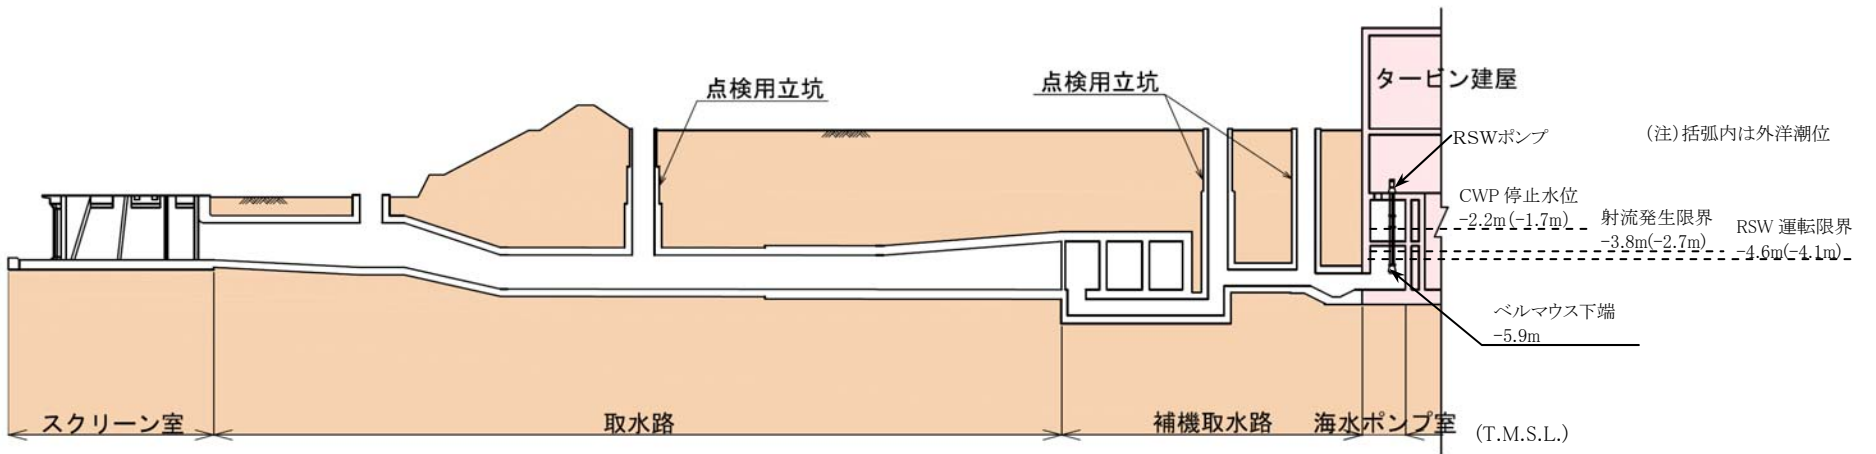 タービン建屋
点検用立坑
点検用立坑
RSWポンプ
(注)括弧内は外洋潮位
CWP 停止水位
-2.2m(-1.7m)
射流発生限界
-3.8m(-2.7m)
RSW 運転限界
-4.6m(-4.1m)
ベルマウス下端
-5.9m
スクリーン室
取水路
補機取水路
海水ポンプ室
(T.M.S.L.)